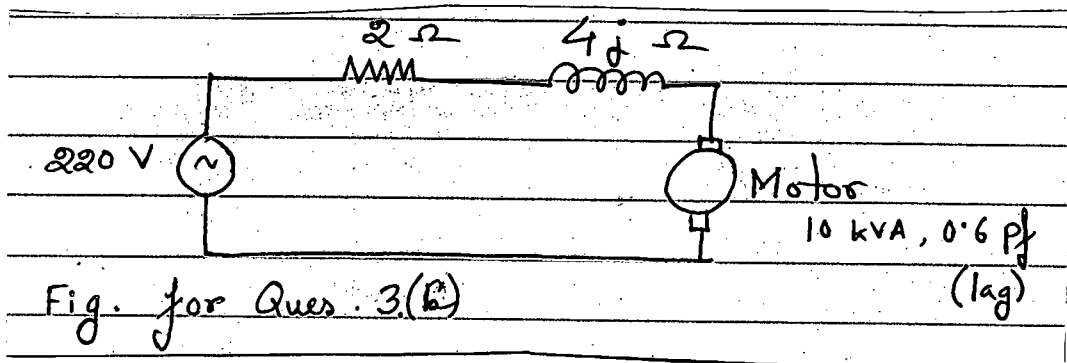 2 Ω 4j Ω
220 V ~ Motor
10 kVA, 0.6 pf
(lag)
Fig. for Ques. 3.